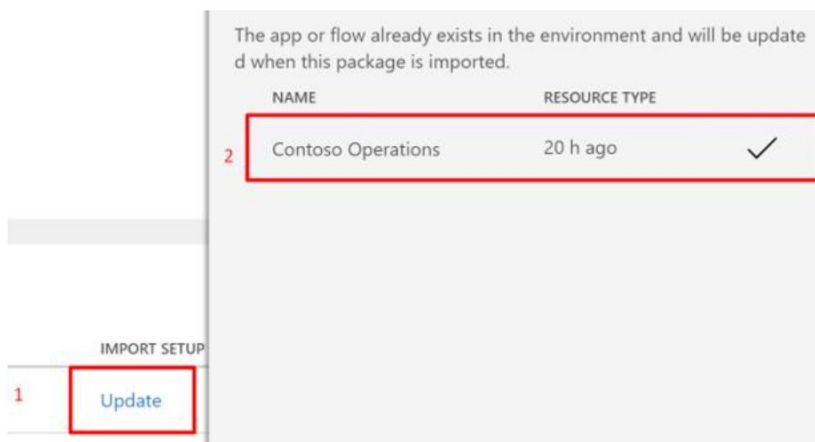 The app or flow already exists in the environment and will be update
d when this package is imported.
NAME RESOURCE TYPE
2 Contoso Operations 20 h ago
IMPORT SETUP
1 Update